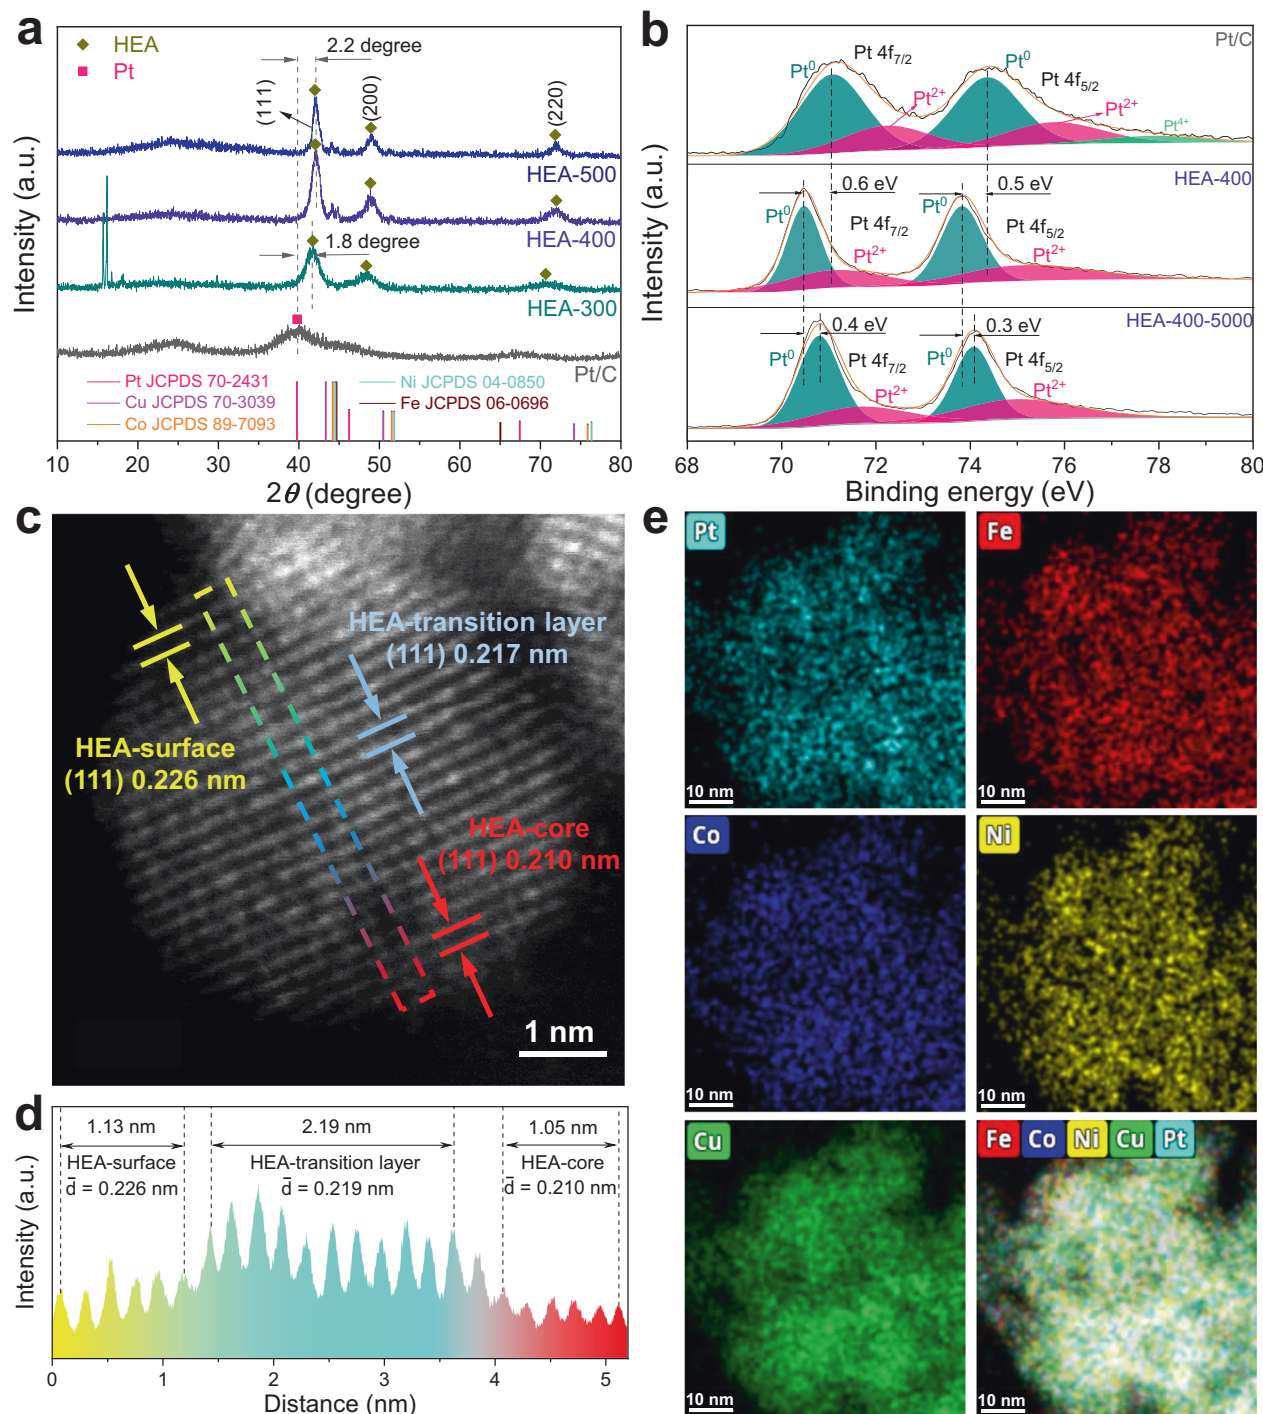 a
HEA
Pt
2.2 degree
(111)
(200)
(220)
HEA-500
HEA-400
1.8 degree
HEA-300
Pt/C
Pt JCPDS 70-2431
Cu JCPDS 70-3039
Co JCPDS 89-7093
Ni JCPDS 04-0850
Fe JCPDS 06-0696
10 20 30 40 50 60 70 80
2θ (degree)
Intensity (a.u.)
b
Pt/C
Pt⁰
Pt 4f₇/₂
Pt²⁺
Pt⁰
Pt 4f₅/₂
Pt²⁺
Pt⁴⁺
HEA-400
0.6 eV
0.5 eV
Pt⁰
Pt 4f₇/₂
Pt²⁺
Pt⁰
Pt 4f₅/₂
Pt²⁺
HEA-400-5000
0.4 eV
0.3 eV
Pt⁰
Pt 4f₇/₂
Pt²⁺
Pt⁰
Pt 4f₅/₂
Pt²⁺
68 70 72 74 76 78 80
Binding energy (eV)
Intensity (a.u.)
c
HEA-transition layer
(111) 0.217 nm
HEA-surface
(111) 0.226 nm
HEA-core
(111) 0.210 nm
1 nm
d
1.13 nm
2.19 nm
1.05 nm
HEA-surface
d̄ = 0.226 nm
HEA-transition layer
d̄ = 0.219 nm
HEA-core
d̄ = 0.210 nm
0 1 2 3 4 5
Distance (nm)
Intensity (a.u.)
e
Pt
10 nm
Fe
10 nm
Co
10 nm
Ni
10 nm
Cu
10 nm
Fe Co Ni Cu Pt
10 nm